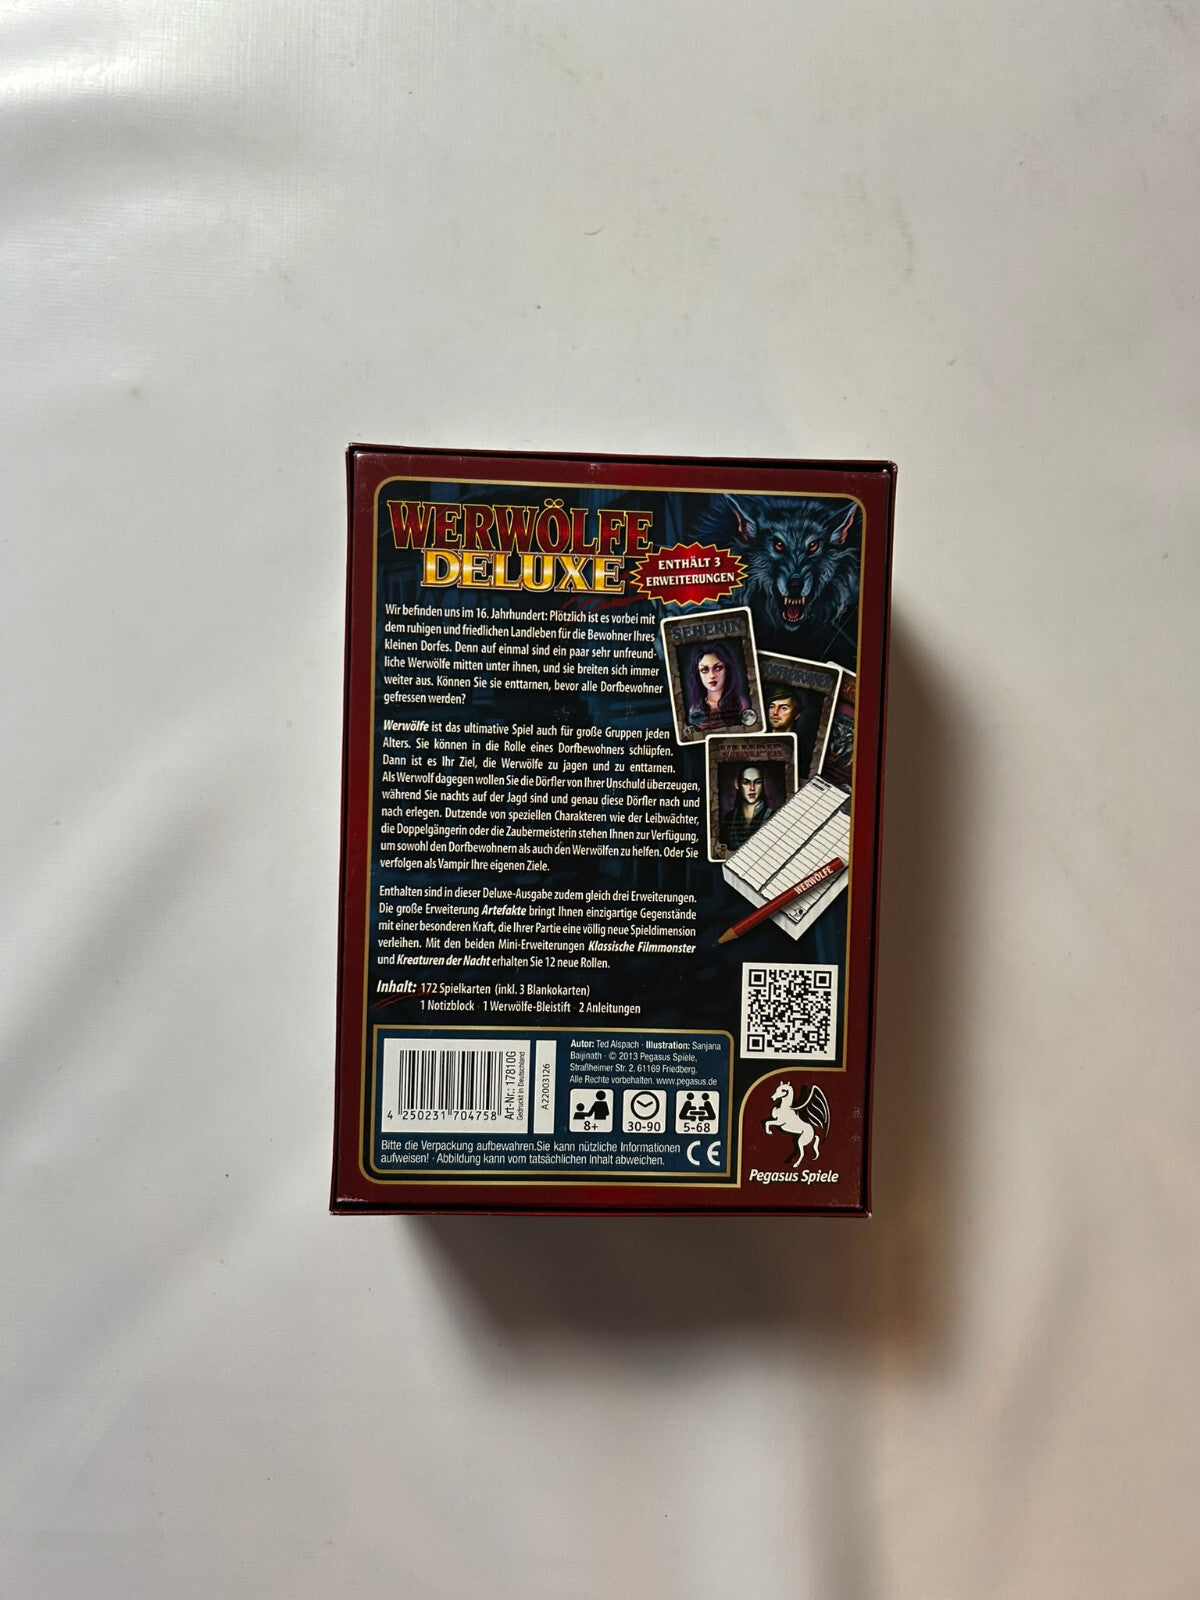 WERWÖLFE
DELUXE
ENTHÄLT 3
ERWEITERUNGEN
Wir befinden uns im 16. Jahrhundert: Plötzlich ist es vorbei mit
dem ruhigen und friedlichen Landleben für die Bewohner Ihres
kleinen Dorfes. Denn auf einmal sind ein paar sehr unfreund-
liche Werwölfe mitten unter ihnen, und sie breiten sich immer
weiter aus. Können Sie sie enttarnen, bevor alle Dorfbewohner
gefressen werden?
SEHERIN
DORFBEWOHNER
VAMPIR
Werwölfe ist das ultimative Spiel auch für große Gruppen jeden
Alters. Sie können in die Rolle eines Dorfbewohners schlüpfen.
Dann ist es Ihr Ziel, die Werwölfe zu jagen und zu enttarnen.
Als Werwolf dagegen wollen Sie die Dörfler von Ihrer Unschuld überzeugen,
während Sie nachts auf der Jagd sind und genau diese Dörfler nach und
nach erlegen. Dutzende von speziellen Charakteren wie der Leibwächter,
die Doppelgängerin oder die Zaubermeisterin stehen Ihnen zur Verfügung,
um sowohl den Dorfbewohnern als auch den Werwölfen zu helfen. Oder Sie
verfolgen als Vampir Ihre eigenen Ziele.
WERWÖLFE
Enthalten sind in dieser Deluxe-Ausgabe zudem gleich drei Erweiterungen.
Die große Erweiterung Artefakte bringt Ihnen einzigartige Gegenstände
mit einer besonderen Kraft, die Ihrer Partie eine völlig neue Spieldimension
verleihen. Mit den beiden Mini-Erweiterungen Klassische Filmmonster
und Kreaturen der Nacht erhalten Sie 12 neue Rollen.
Inhalt: 172 Spielkarten (inkl. 3 Blankokarten)
1 Notizblock · 1 Werwölfe-Bleistift · 2 Anleitungen
4 250231 704758
Art-Nr.: 17810G
Gedruckt in Deutschland
A22003126
Autor: Ted Alspach · Illustration: Sanjana
Baijnath · © 2013 Pegasus Spiele,
Straßheimer Str. 2, 61169 Friedberg.
Alle Rechte vorbehalten. www.pegasus.de
8+
30-90
5-68
Bitte die Verpackung aufbewahren.Sie kann nützliche Informationen
aufweisen! · Abbildung kann vom tatsächlichen Inhalt abweichen.
CE
Pegasus Spiele